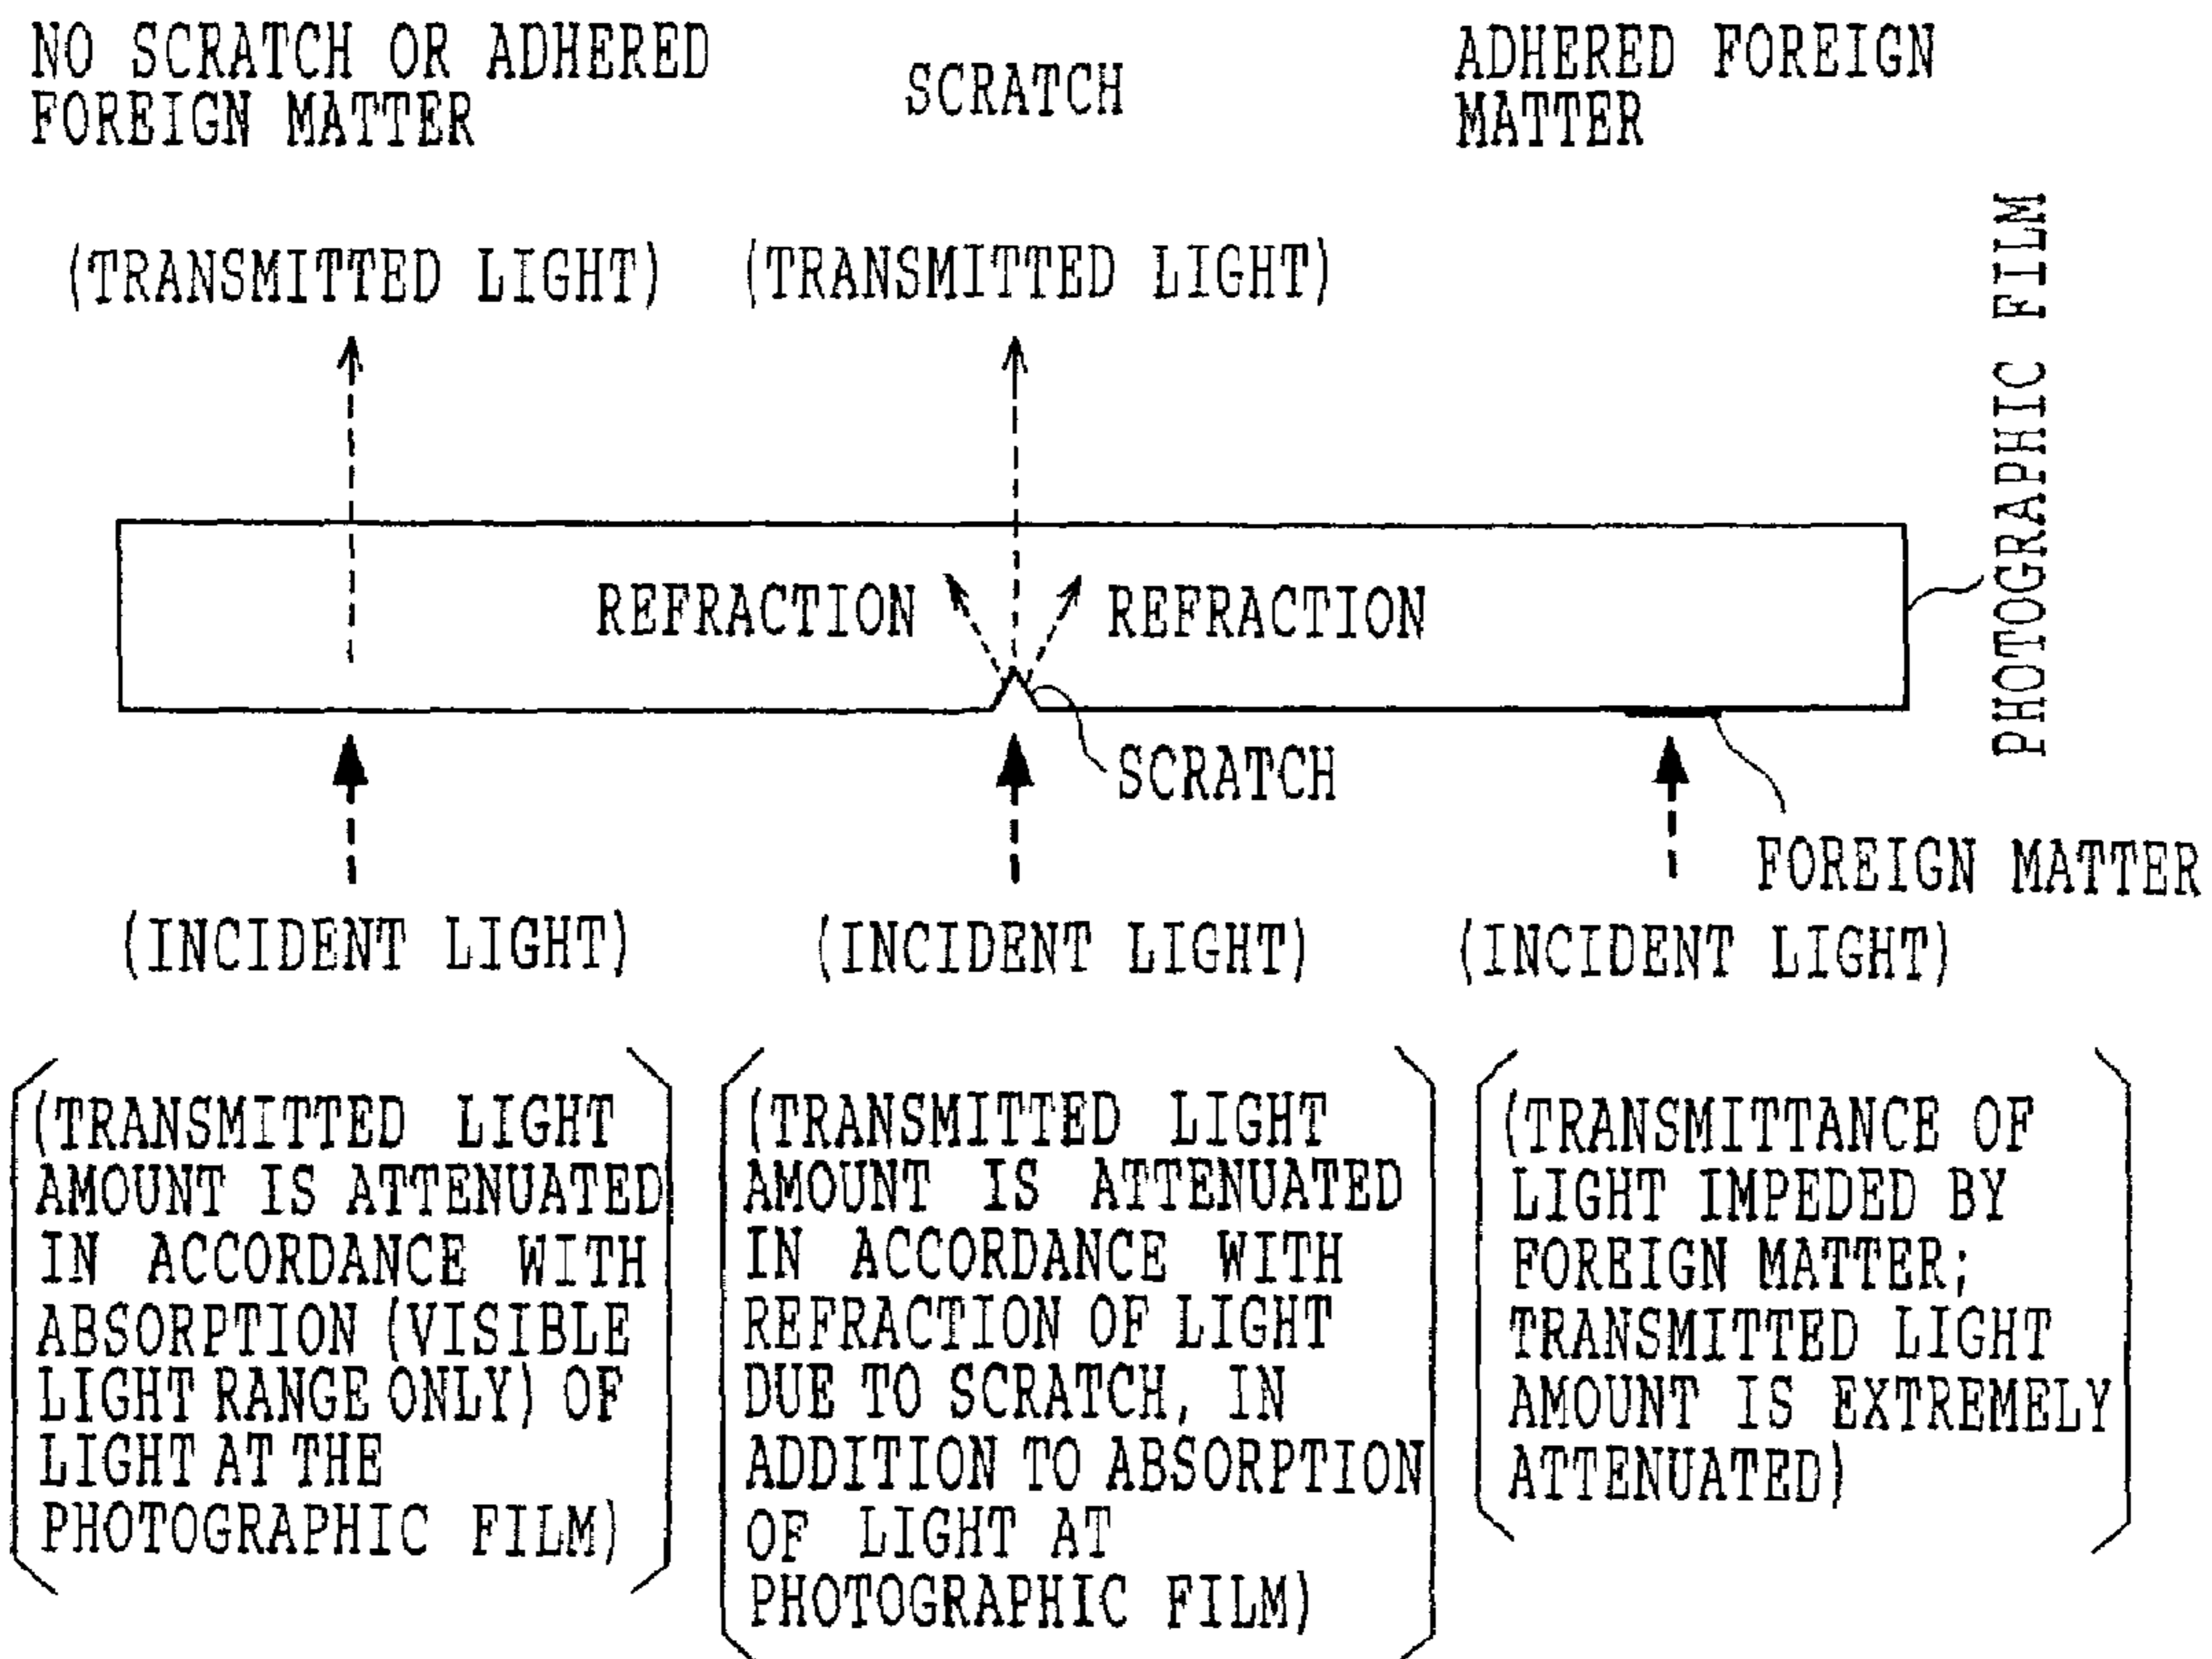 NO SCRATCH OR ADHERED
FOREIGN MATTER
SCRATCH
ADHERED FOREIGN
MATTER
(TRANSMITTED LIGHT)
(TRANSMITTED LIGHT)
PHOTOGRAPHIC FILM
REFRACTION
REFRACTION
SCRATCH
FOREIGN MATTER
(INCIDENT LIGHT)
(INCIDENT LIGHT)
(INCIDENT LIGHT)
(TRANSMITTED LIGHT
AMOUNT IS ATTENUATED
IN ACCORDANCE WITH
ABSORPTION (VISIBLE
LIGHT RANGE ONLY) OF
LIGHT AT THE
PHOTOGRAPHIC FILM)
(TRANSMITTED LIGHT
AMOUNT IS ATTENUATED
IN ACCORDANCE WITH
REFRACTION OF LIGHT
DUE TO SCRATCH, IN
ADDITION TO ABSORPTION
OF LIGHT AT
PHOTOGRAPHIC FILM)
(TRANSMITTANCE OF
LIGHT IMPEDED BY
FOREIGN MATTER;
TRANSMITTED LIGHT
AMOUNT IS EXTREMELY
ATTENUATED)